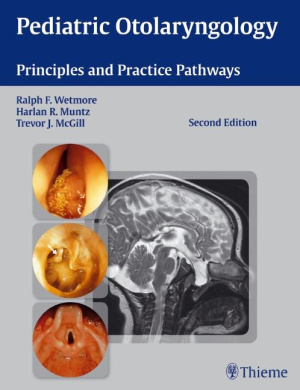 Pediatric Otolaryngology
Principles and Practice Pathways
Ralph F. Wetmore
Harlan R. Muntz
Trevor J. McGill
Second Edition
Thieme